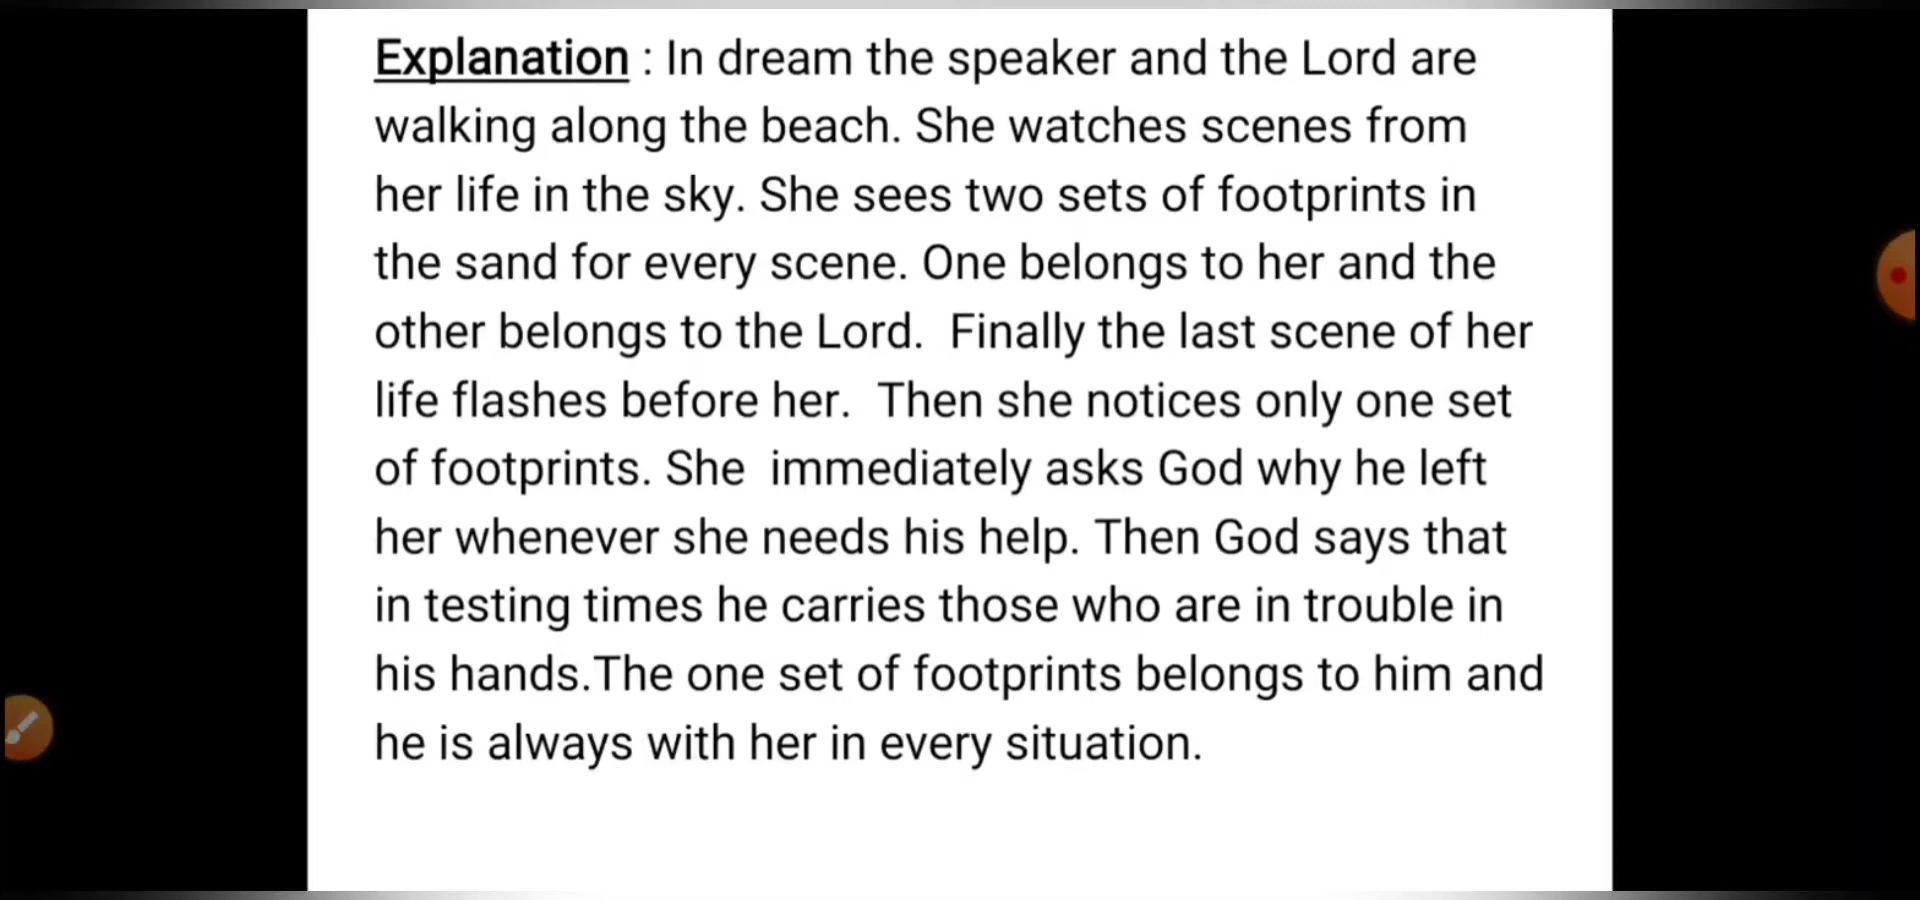 Explanation : In dream the speaker and the Lord are
walking along the beach. She watches scenes from
her life in the sky. She sees two sets of footprints in
the sand for every scene. One belongs to her and the
other belongs to the Lord.  Finally the last scene of her
life flashes before her.  Then she notices only one set
of footprints. She  immediately asks God why he left
her whenever she needs his help. Then God says that
in testing times he carries those who are in trouble in
his hands.The one set of footprints belongs to him and
he is always with her in every situation.